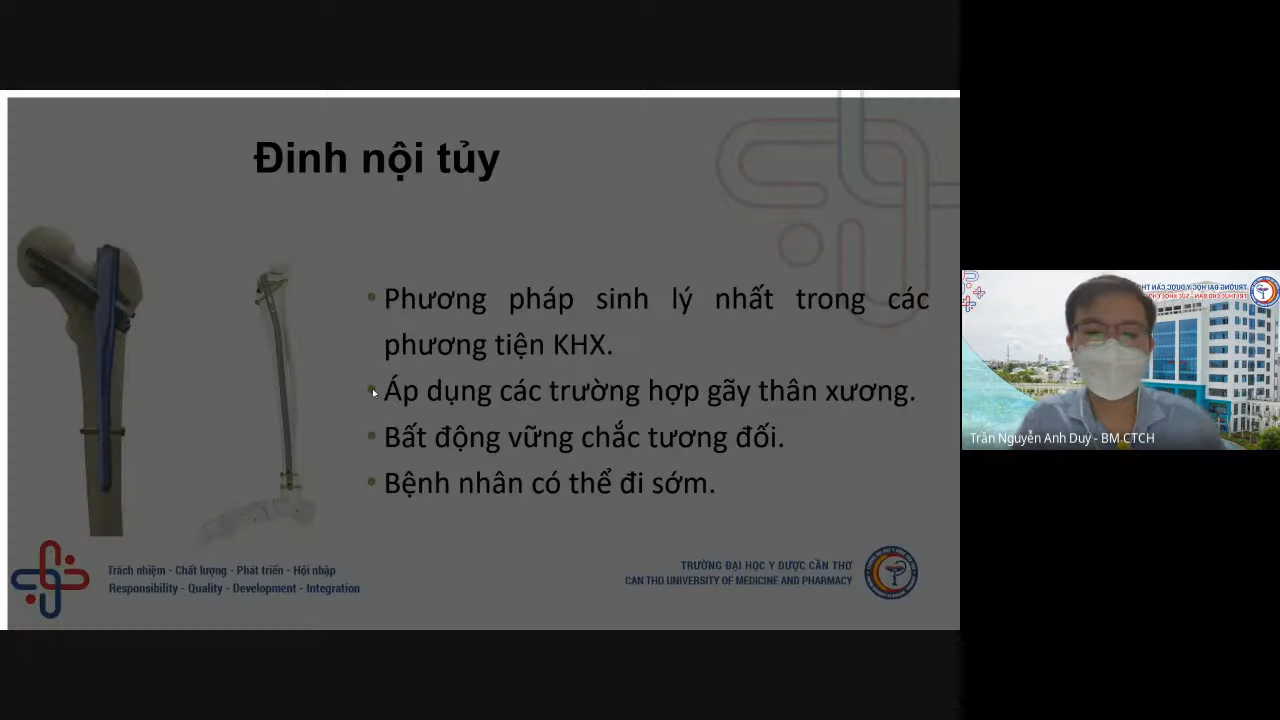 Đinh nội tủy
Phương pháp sinh lý nhất trong các
phương tiện KHX.
Áp dụng các trường hợp gãy thân xương.
Bất động vững chắc tương đối.
Bệnh nhân có thể đi sớm.
Trách nhiệm - Chất lượng - Phát triển - Hội nhập
Responsibility - Quality - Development - Integration
TRƯỜNG ĐẠI HỌC Y DƯỢC CẦN THƠ
CAN THO UNIVERSITY OF MEDICINE AND PHARMACY
Trần Nguyễn Anh Duy - BM CTCH